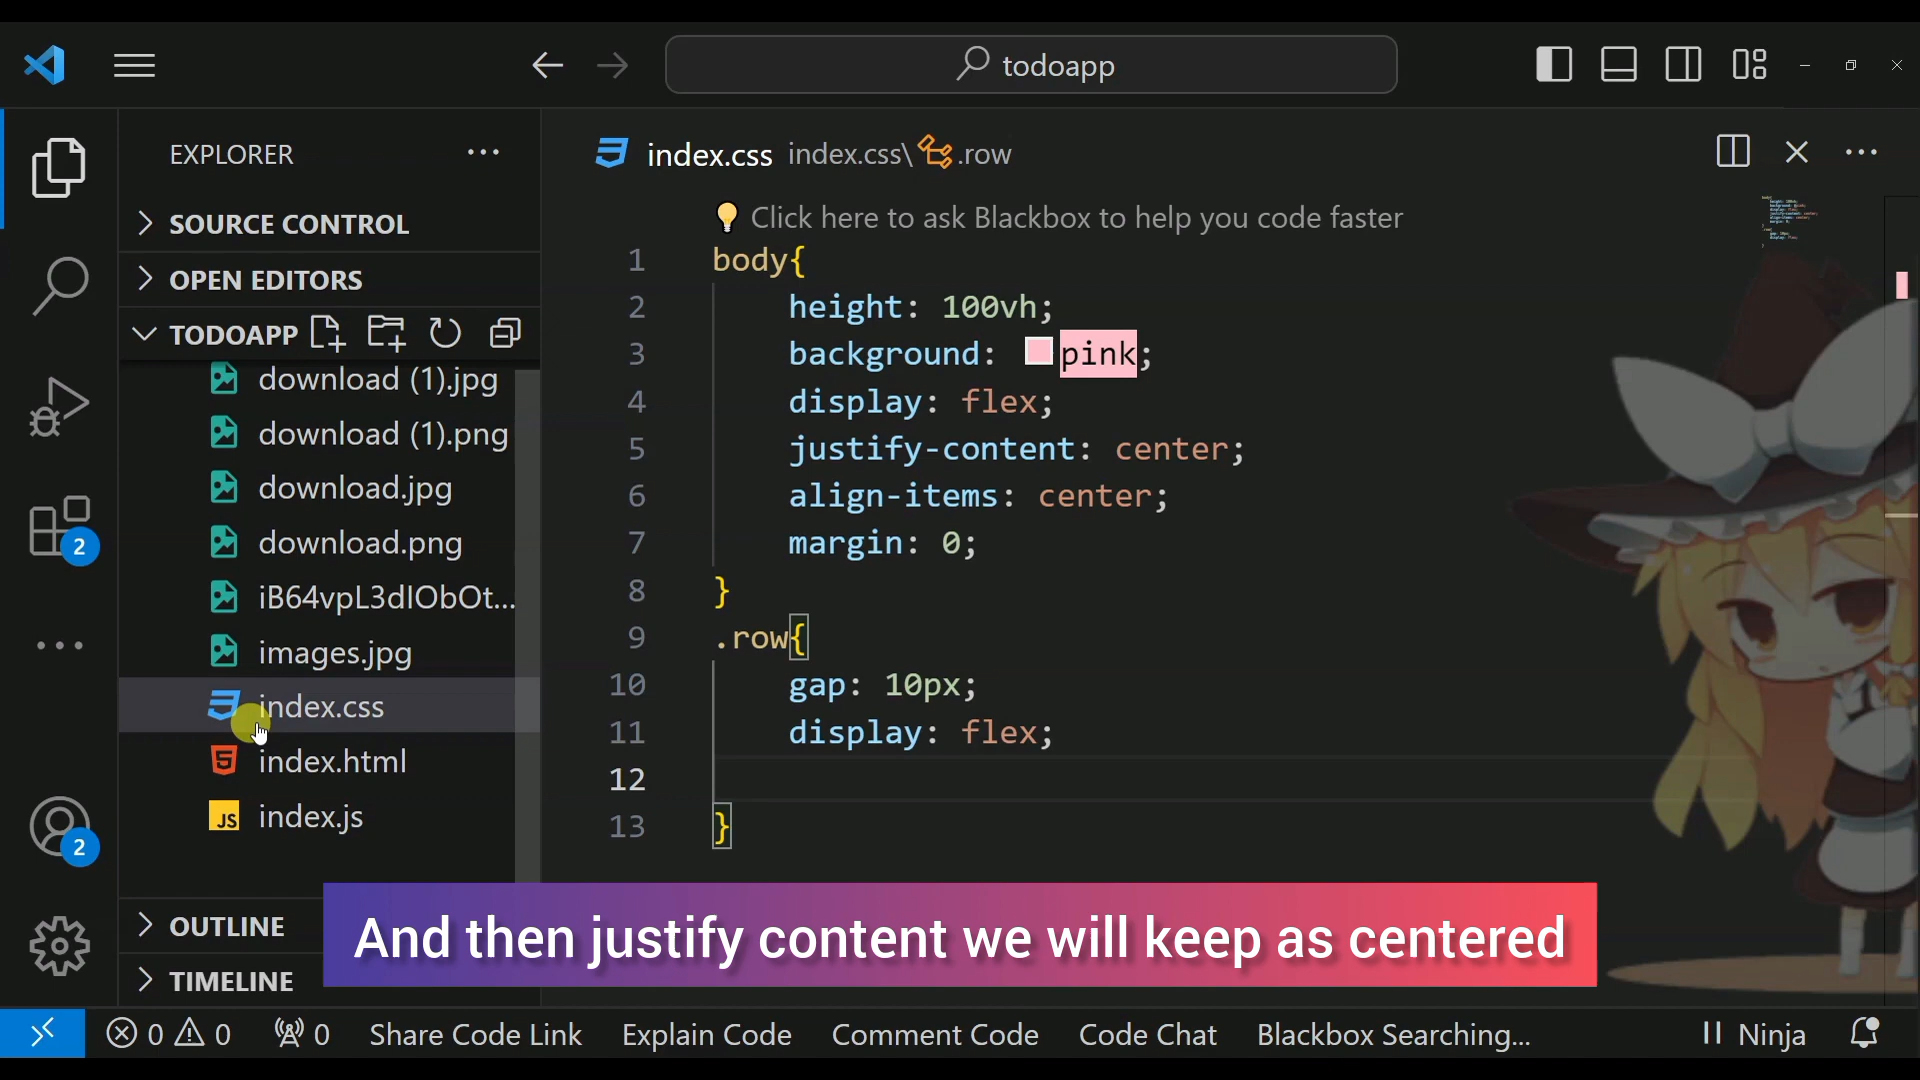 todoapp
EXPLORER
SOURCE CONTROL
OPEN EDITORS
TODOAPP
download (1).jpg
download (1).png
download.jpg
download.png
iB64vpL3dIObOt...
images.jpg
index.css
index.html
JS index.js
OUTLINE
TIMELINE
2
2
index.css index.css\ .row
Click here to ask Blackbox to help you code faster
1 body{
2 height: 100vh;
3 background: pink;
4 display: flex;
5 justify-content: center;
6 align-items: center;
7 margin: 0;
8 }
9 .row{
10 gap: 10px;
11 display: flex;
12
13 }
And then justify content we will keep as centered
0 0 0 Share Code Link Explain Code Comment Code Code Chat Blackbox Searching... Ninja